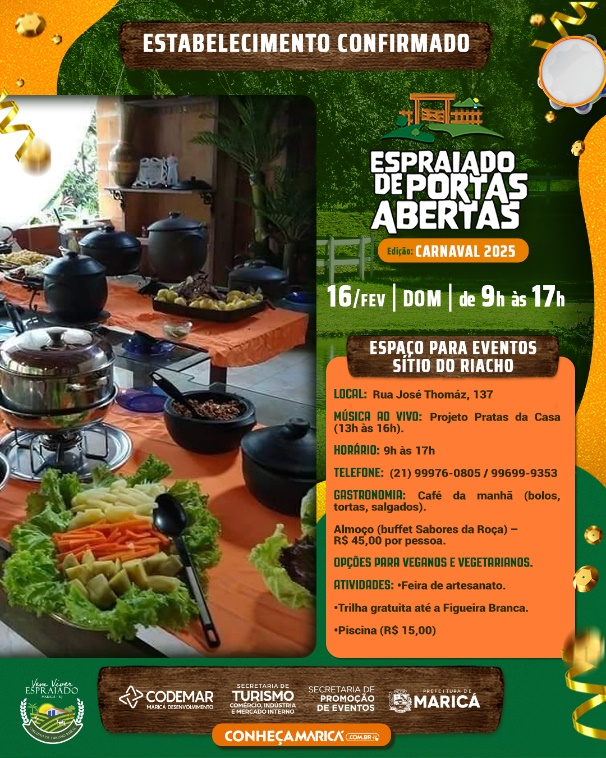 ESTABELECIMENTO CONFIRMADO
ESPRAIADO
DE PORTAS
ABERTAS
Edição: CARNAVAL 2025
16/FEV | DOM | de 9h às 17h
ESPAÇO PARA EVENTOS
SÍTIO DO RIACHO
LOCAL: Rua José Thomáz, 137
MÚSICA AO VIVO: Projeto Pratas da Casa
(13h às 16h).
HORÁRIO: 9h às 17h
TELEFONE: (21) 99976-0805 / 99699-9353
GASTRONOMIA: Café da manhã (bolos,
tortas, salgados).
Almoço (buffet Sabores da Roça) –
R$ 45,00 por pessoa.
OPÇÕES PARA VEGANOS E VEGETARIANOS.
ATIVIDADES: •Feira de artesanato.
•Trilha gratuita até a Figueira Branca.
•Piscina (R$ 15,00)
Vem Viver
ESPRAIADO
MARICÁ - RJ
CODEMAR
MARICÁ DESENVOLVIMENTO
SECRETARIA DE
TURISMO
COMÉRCIO, INDÚSTRIA
E MERCADO INTERNO
SECRETARIA DE
PROMOÇÃO
DE EVENTOS
PREFEITURA DE
MARICÁ
CONHEÇAMARICÁ.COM.BR